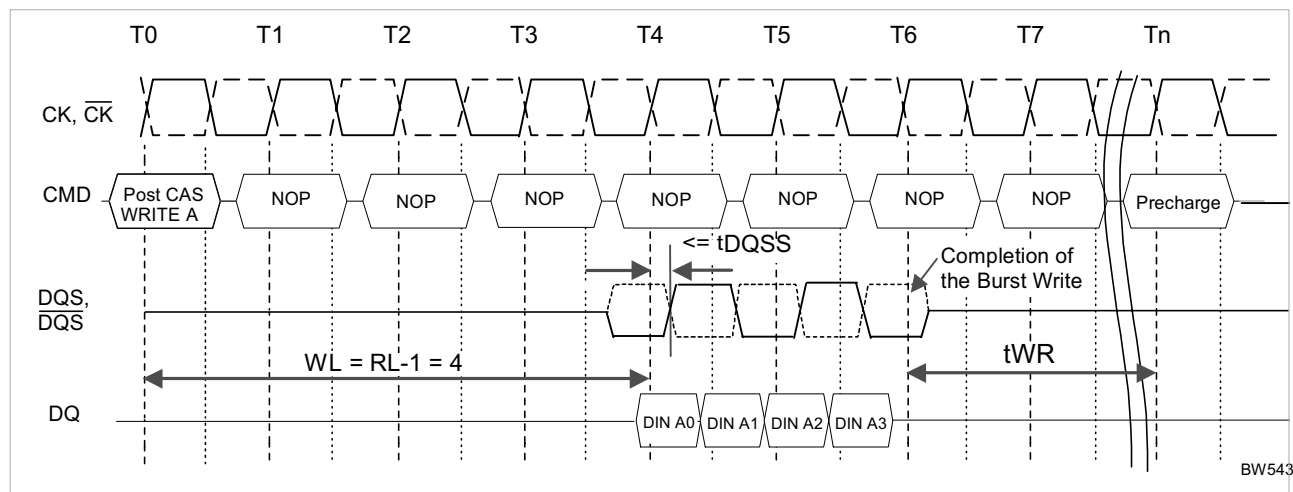 T0 T1 T2 T3 T4 T5 T6 T7 Tn
CK, CK
CMD
Post CAS
WRITE A
NOP NOP NOP NOP NOP NOP NOP Precharge
<= tDQSS
Completion of
the Burst Write
DQS,
DQS
WL = RL-1 = 4
tWR
DQ
DIN A0 DIN A1 DIN A2 DIN A3
BW543